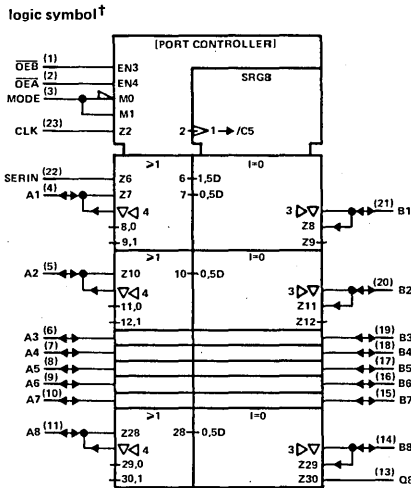 logic symbol†
[PORT CONTROLLER]
SRG8
OEB (1) EN3
OEA (2) EN4
MODE (3) M0
M1
CLK (23) Z2 2 1 /C5
≥1 I=0
SERIN (22) Z6 6 1,5D
A1 (4) Z7 7 0,5D
4 3 (21) B1
8,0 Z8
9,1 Z9
≥1 I=0
A2 (5) Z10 10 0,5D
4 3 (20) B2
11,0 Z11
12,1 Z12
A3 (6) (19) B3
A4 (7) (18) B4
A5 (8) (17) B5
A6 (9) (16) B6
A7 (10) (15) B7
≥1 I=0
A8 (11) Z28 28 0,5D
4 3 (14) B8
29,0 Z29
30,1 Z30 (13) Q8